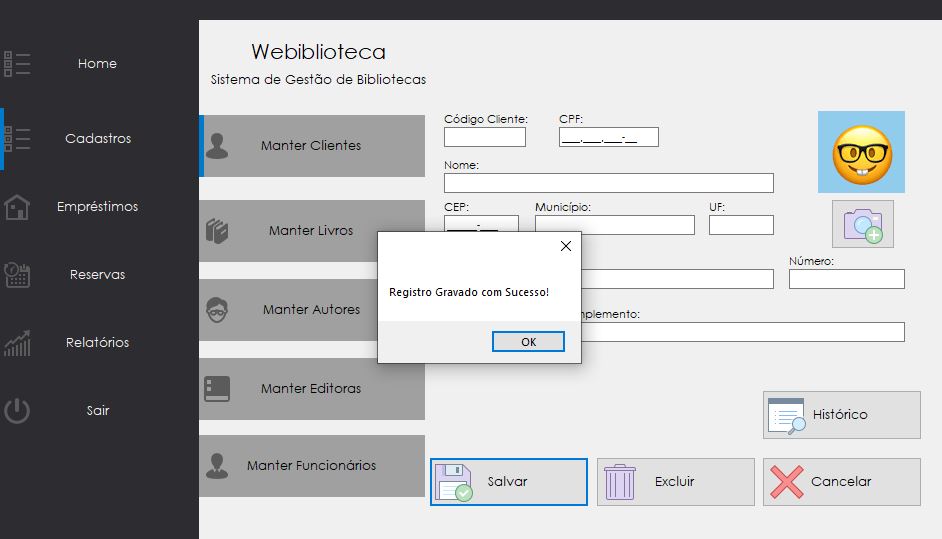 Webiblioteca
Sistema de Gestão de Bibliotecas
Home
Cadastros
Empréstimos
Reservas
Relatórios
Sair
Manter Clientes
Manter Livros
Manter Autores
Manter Editoras
Manter Funcionários
Código Cliente:
CPF:
___.___.___-__
Nome:
CEP:
Município:
UF:
_____-___
Número:
Registro Gravado com Sucesso!
OK
Histórico
Salvar
Excluir
Cancelar